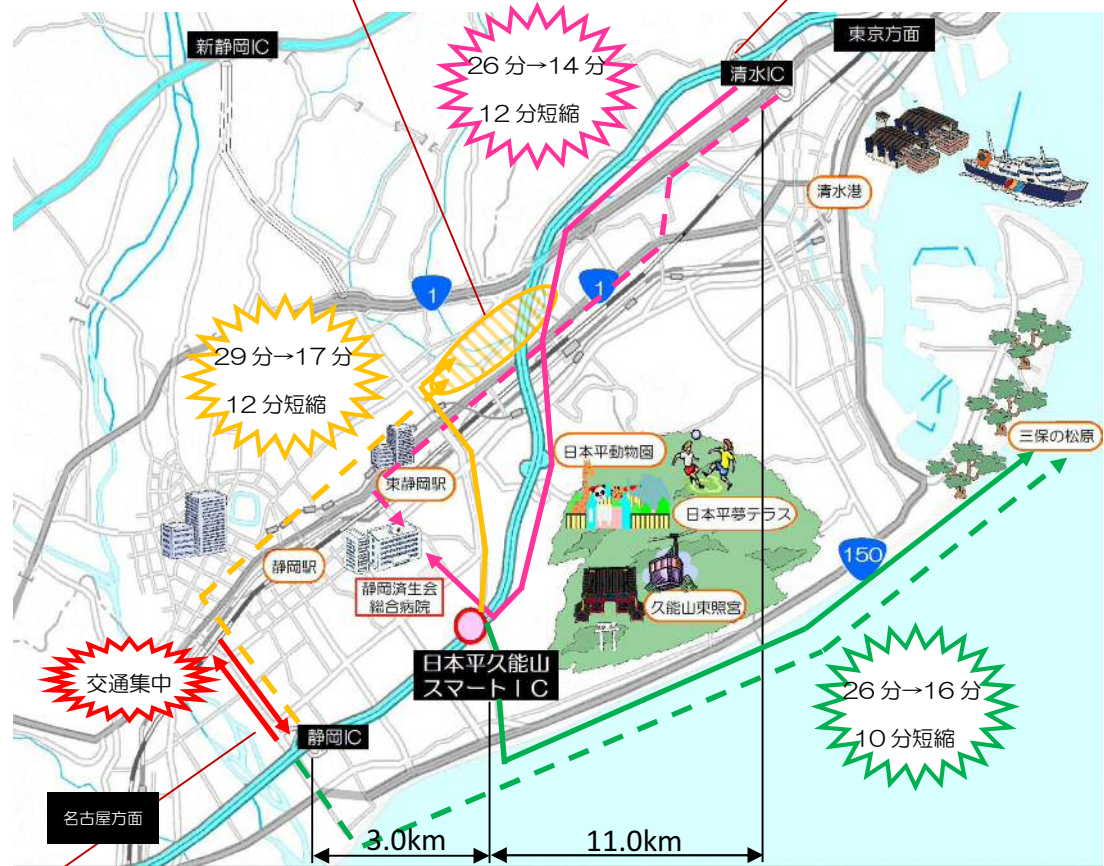 東京方面
新静岡IC
26分→14分
12分短縮
清水IC
清水港
1
1
29分→17分
12分短縮
三保の松原
日本平動物園
東静岡駅
日本平夢テラス
150
静岡駅
静岡済生会
総合病院
久能山東照宮
日本平久能山
スマートIC
交通集中
26分→16分
10分短縮
静岡IC
名古屋方面
3.0km
11.0km